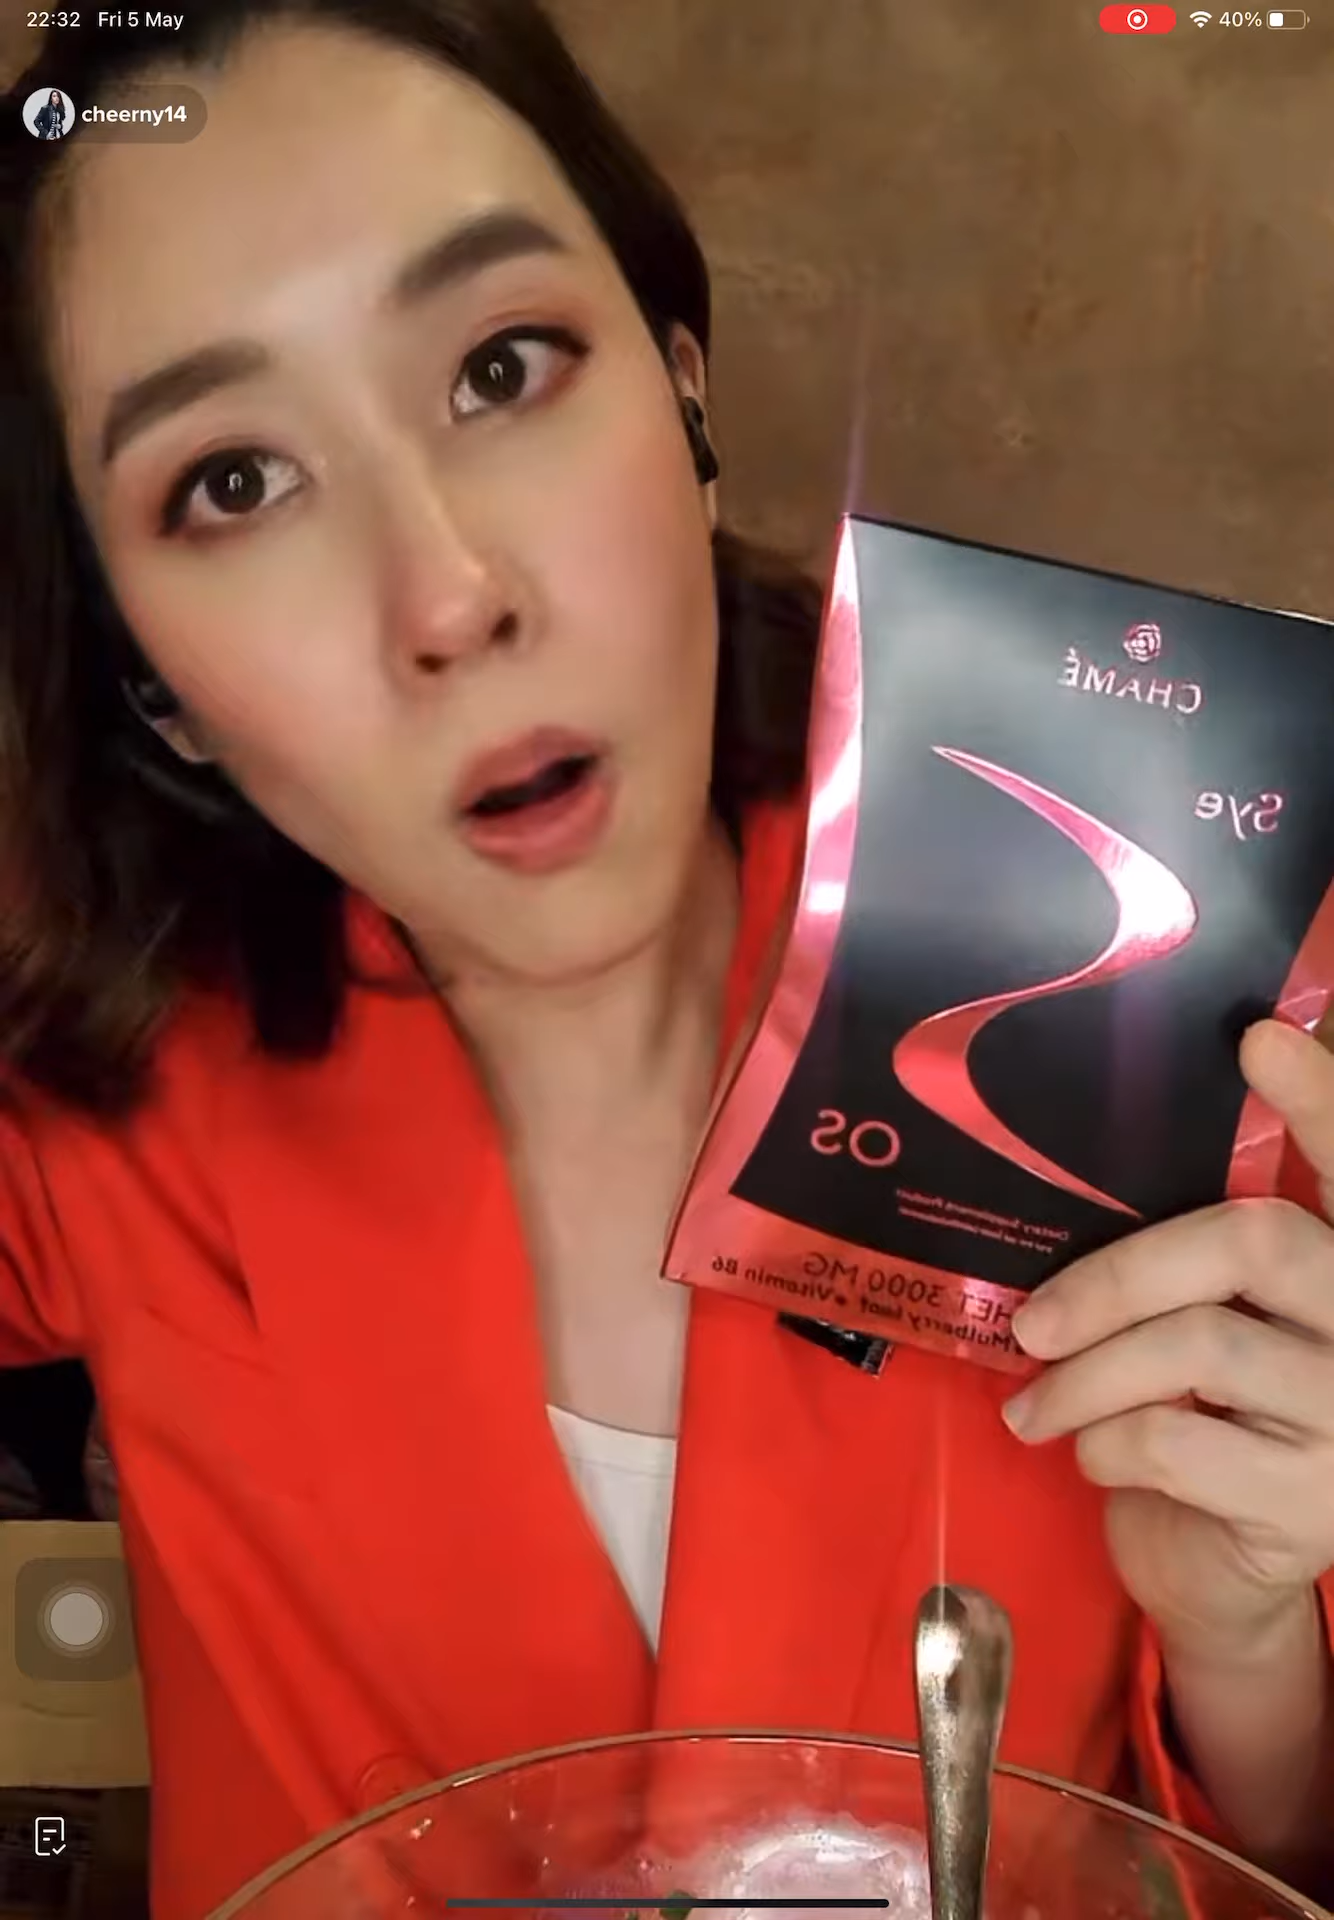 22:32 Fri 5 May
40%
cheerny14
CHAMÉ
Sye
S
OS
Dietary Supplement Product
HET 3000 MG
Mulberry leaf • Vitamin B6